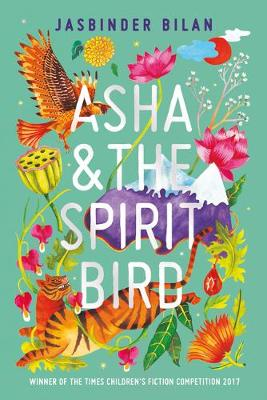 JASBINDER BILAN
ASHA
& THE
SPIRIT
BIRD
WINNER OF THE TIMES CHILDREN'S FICTION COMPETITION 2017